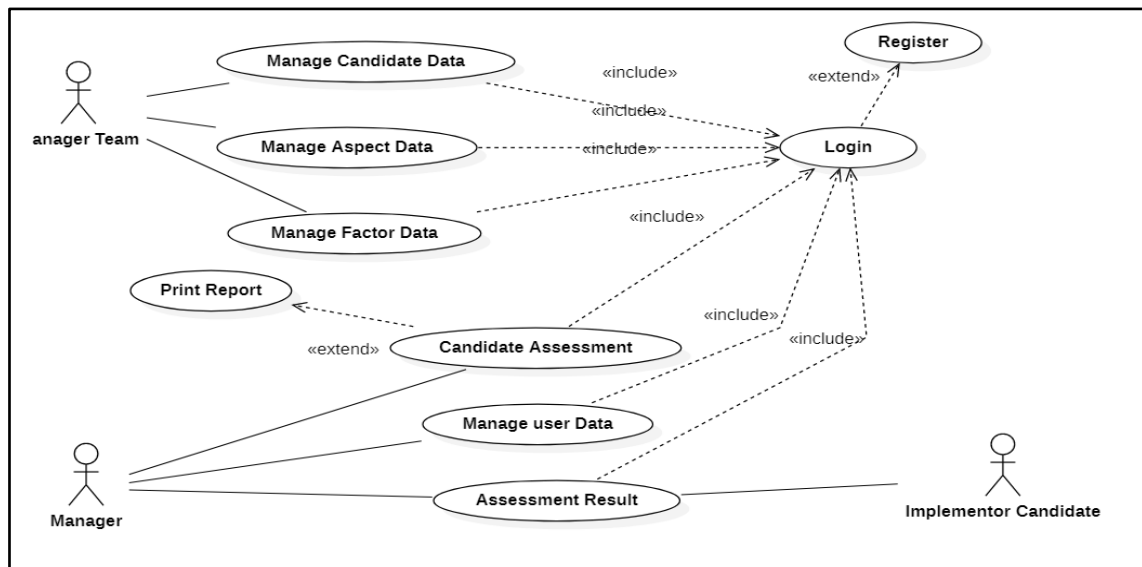 Register
Manage Candidate Data
«include»
«extend»
«include»
anager Team
Manage Aspect Data
«include»
Login
Manage Factor Data
«include»
Print Report
«include»
«extend»
Candidate Assessment
«include»
Manage user Data
Assessment Result
Manager
Implementor Candidate